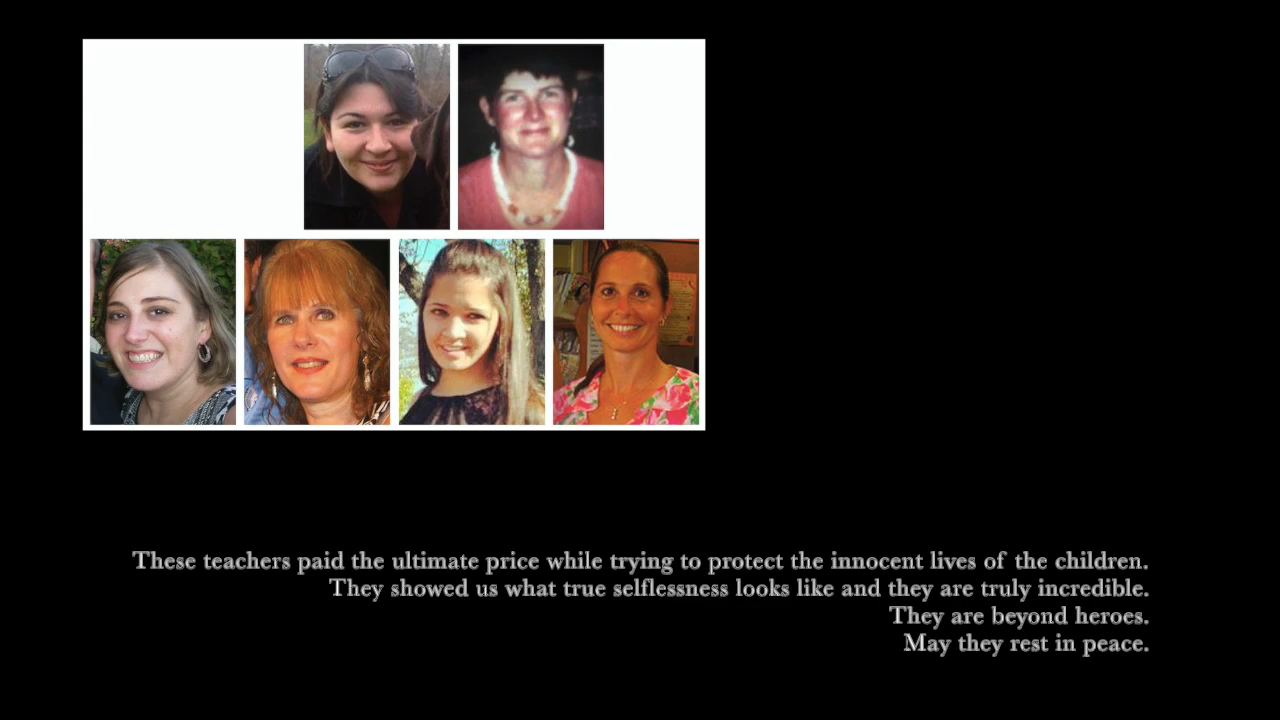 These teachers paid the ultimate price while trying to protect the innocent lives of the children.
They showed us what true selflessness looks like and they are truly incredible.
They are beyond heroes.
May they rest in peace.